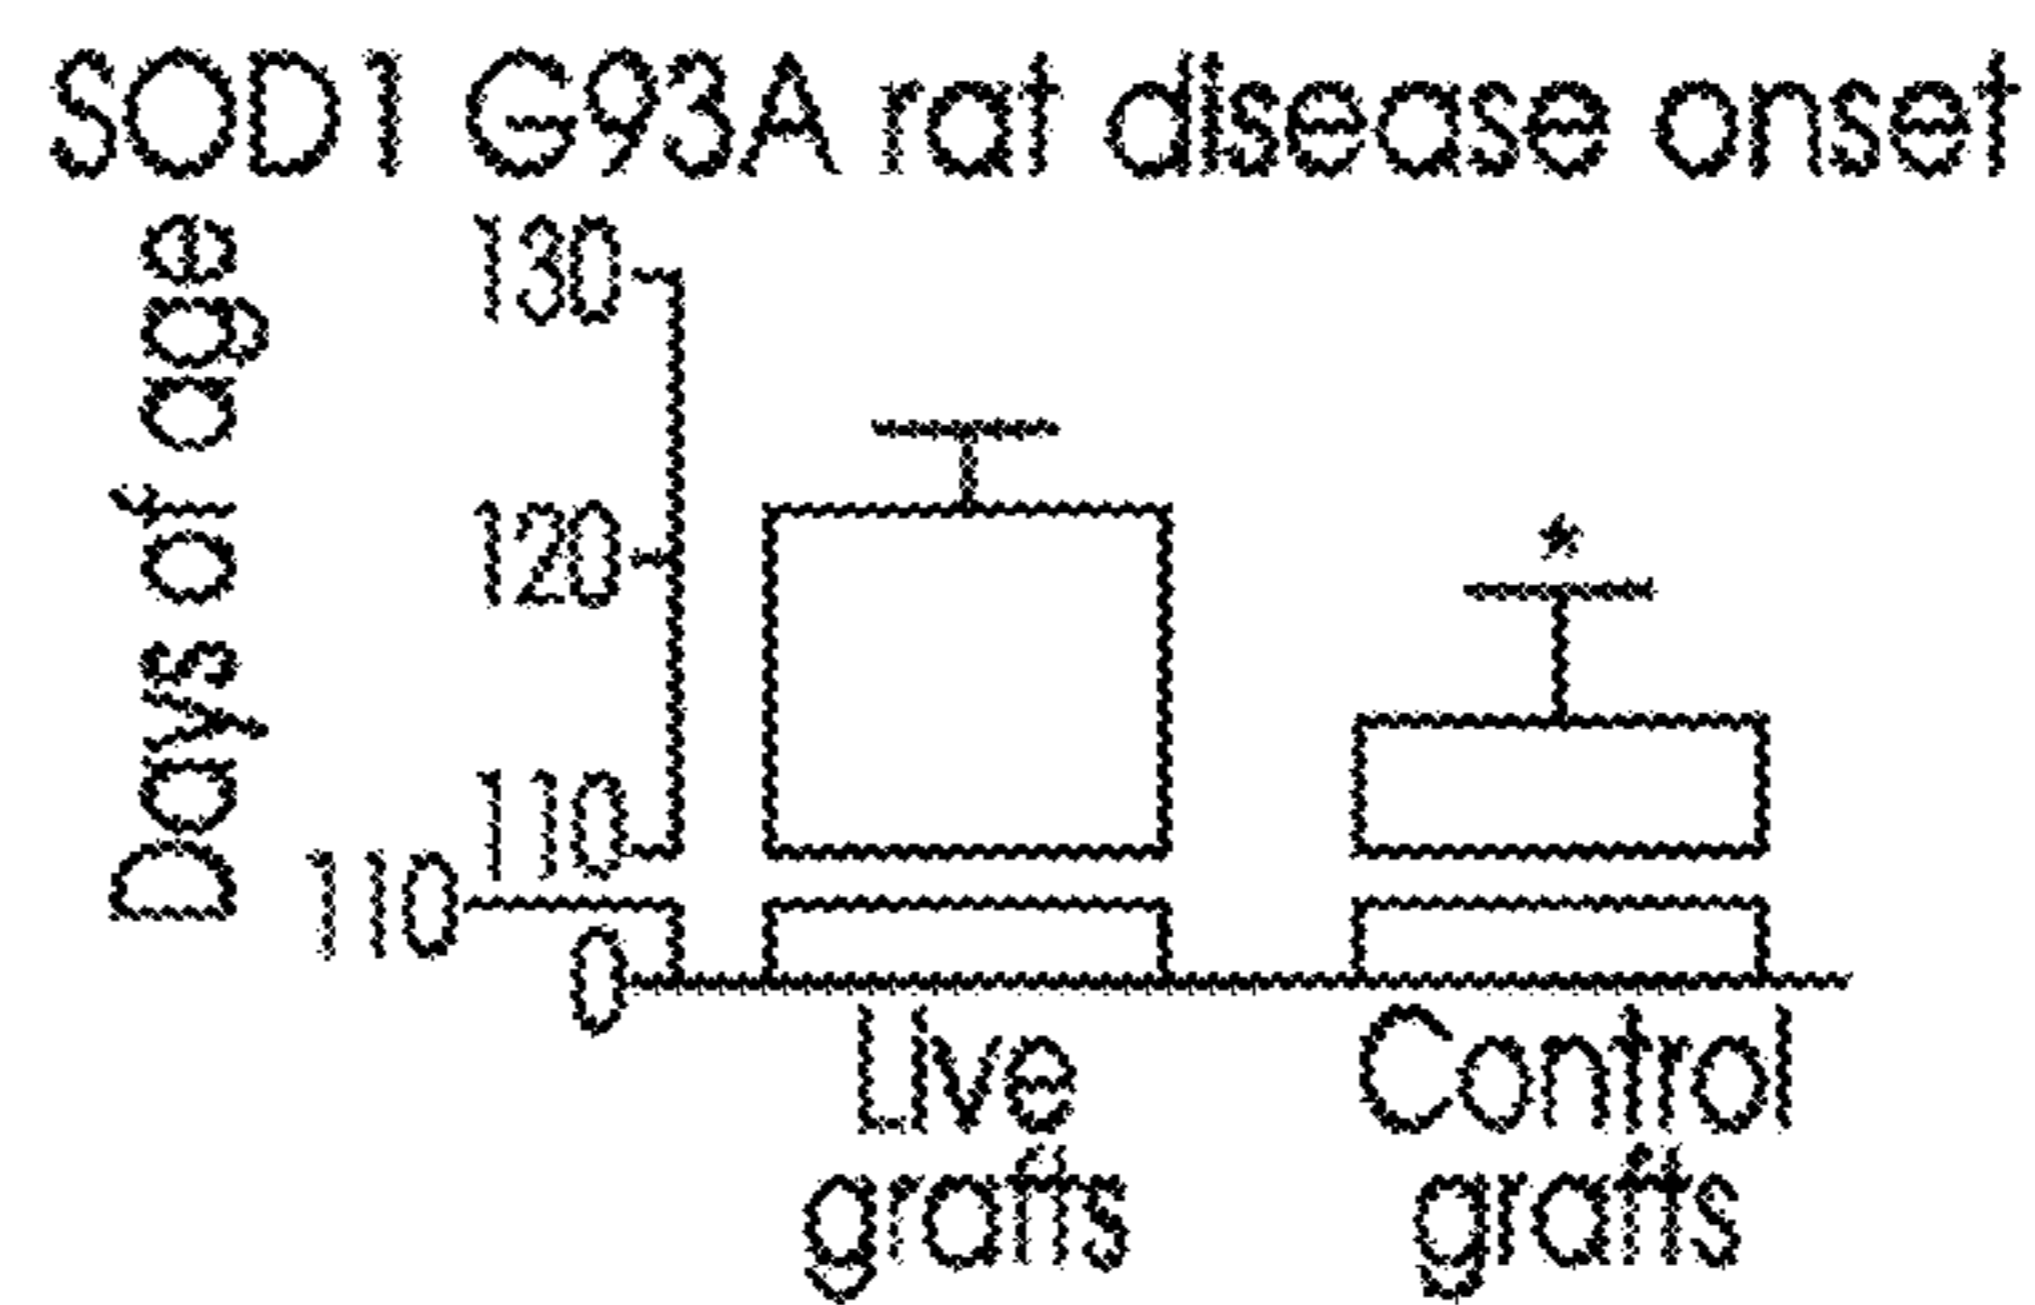 SOD1 G93A rat disease onset
Days of age
130
120
110
110
0
*
Live
grafts
Control
grafts